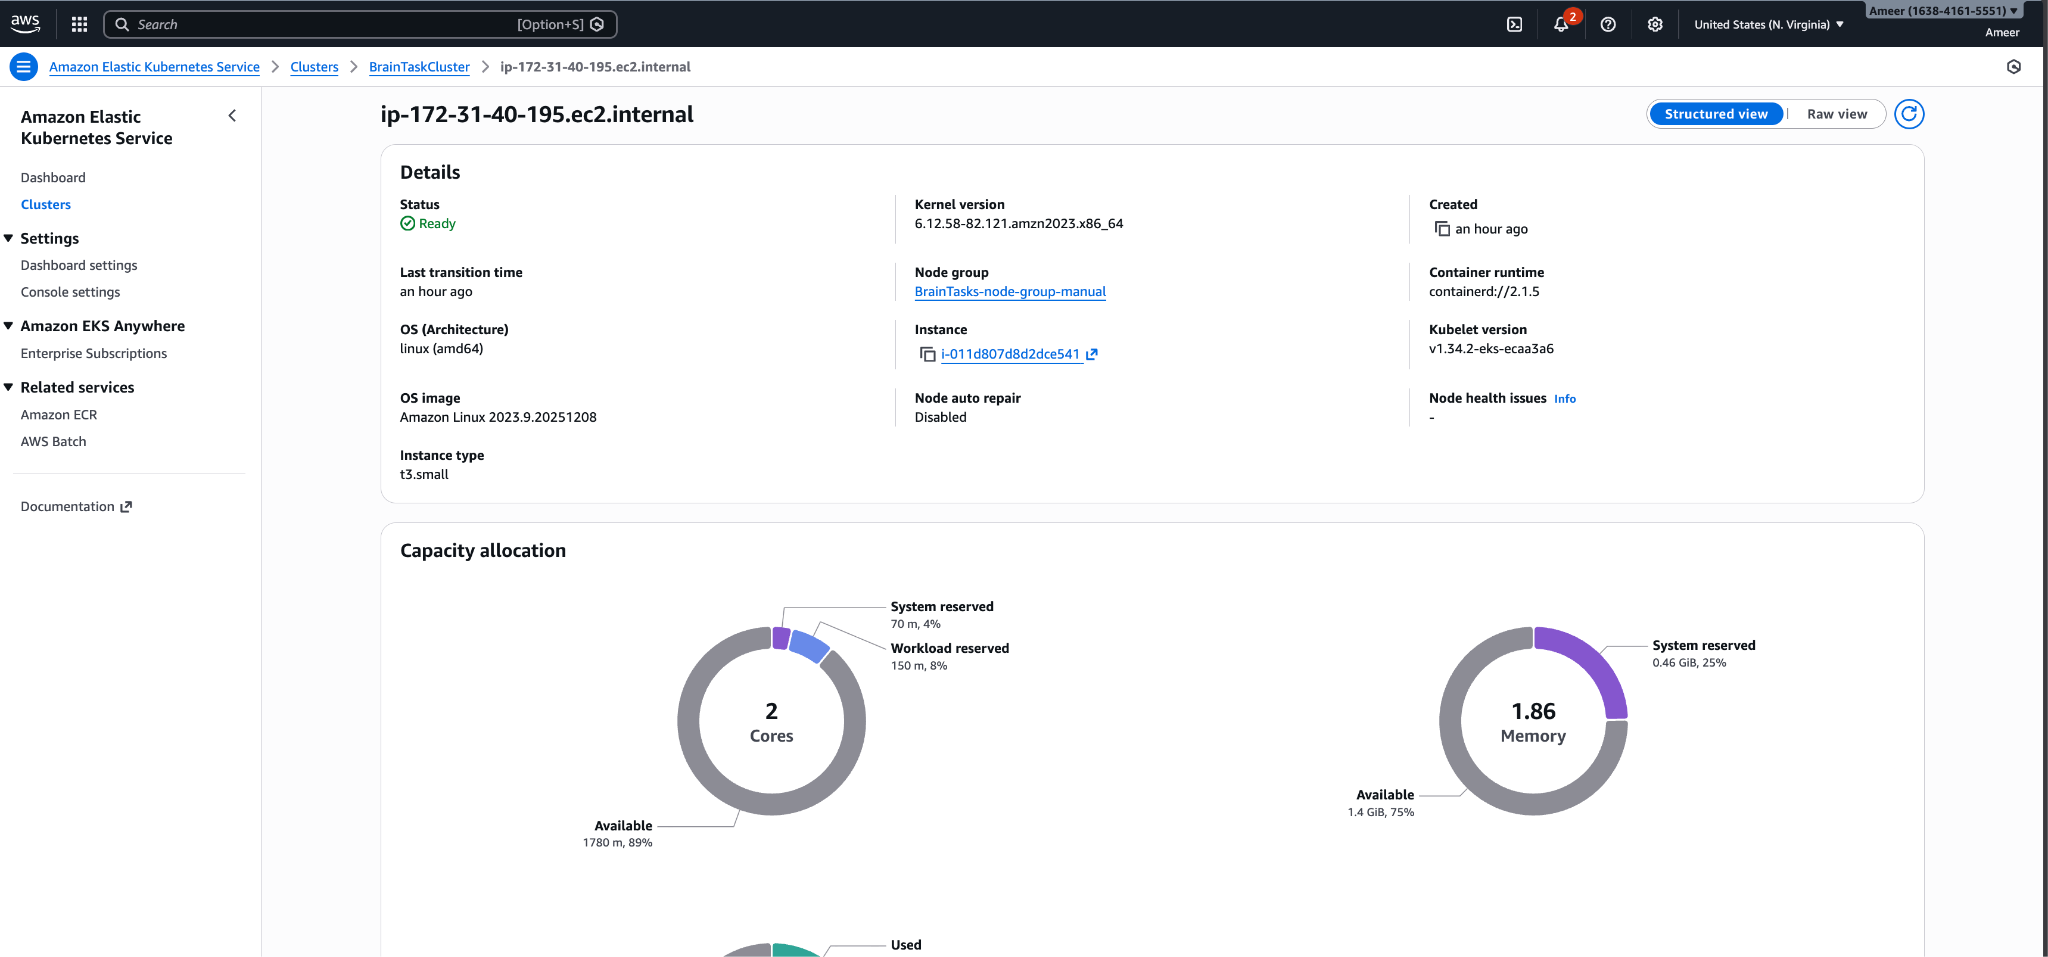 aws
Search
[Option+S]
2
United States (N. Virginia)
Ameer (1638-4161-5551)
Ameer
Amazon Elastic Kubernetes Service
Clusters
BrainTaskCluster
ip-172-31-40-195.ec2.internal
Amazon Elastic
Kubernetes Service
Dashboard
Clusters
Settings
Dashboard settings
Console settings
Amazon EKS Anywhere
Enterprise Subscriptions
Related services
Amazon ECR
AWS Batch
Documentation
ip-172-31-40-195.ec2.internal
Structured view
Raw view
Details
Status
Ready
Kernel version
6.12.58-82.121.amzn2023.x86_64
Created
an hour ago
Last transition time
an hour ago
Node group
BrainTasks-node-group-manual
Container runtime
containerd://2.1.5
OS (Architecture)
linux (amd64)
Instance
i-011d807d8d2dce541
Kubelet version
v1.34.2-eks-ecaa3a6
OS image
Amazon Linux 2023.9.20251208
Node auto repair
Disabled
Node health issues Info
-
Instance type
t3.small
Capacity allocation
System reserved
70 m, 4%
Workload reserved
150 m, 8%
2
Cores
Available
1780 m, 89%
System reserved
0.46 GiB, 25%
1.86
Memory
Available
1.4 GiB, 75%
Used